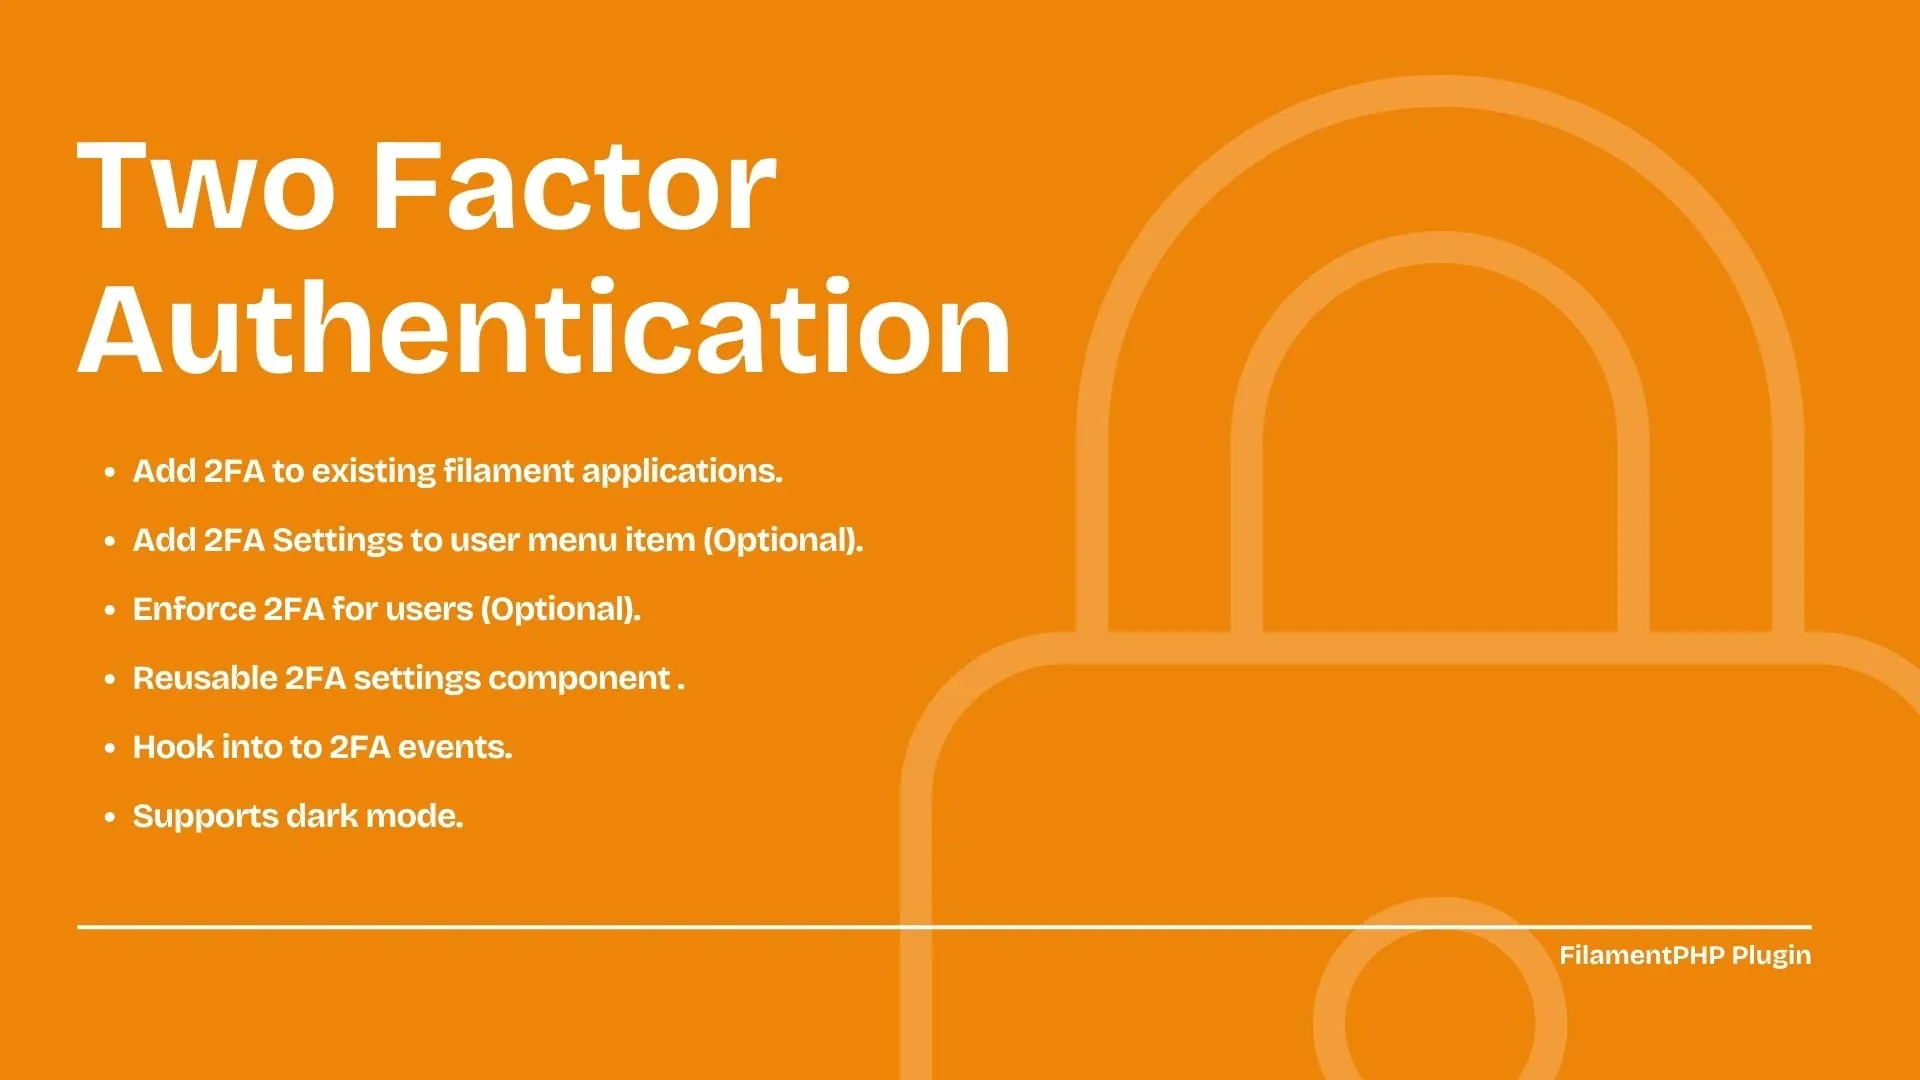 Two Factor
Authentication
• Add 2FA to existing filament applications.
• Add 2FA Settings to user menu item (Optional).
• Enforce 2FA for users (Optional).
• Reusable 2FA settings component .
• Hook into to 2FA events.
• Supports dark mode.
FilamentPHP Plugin